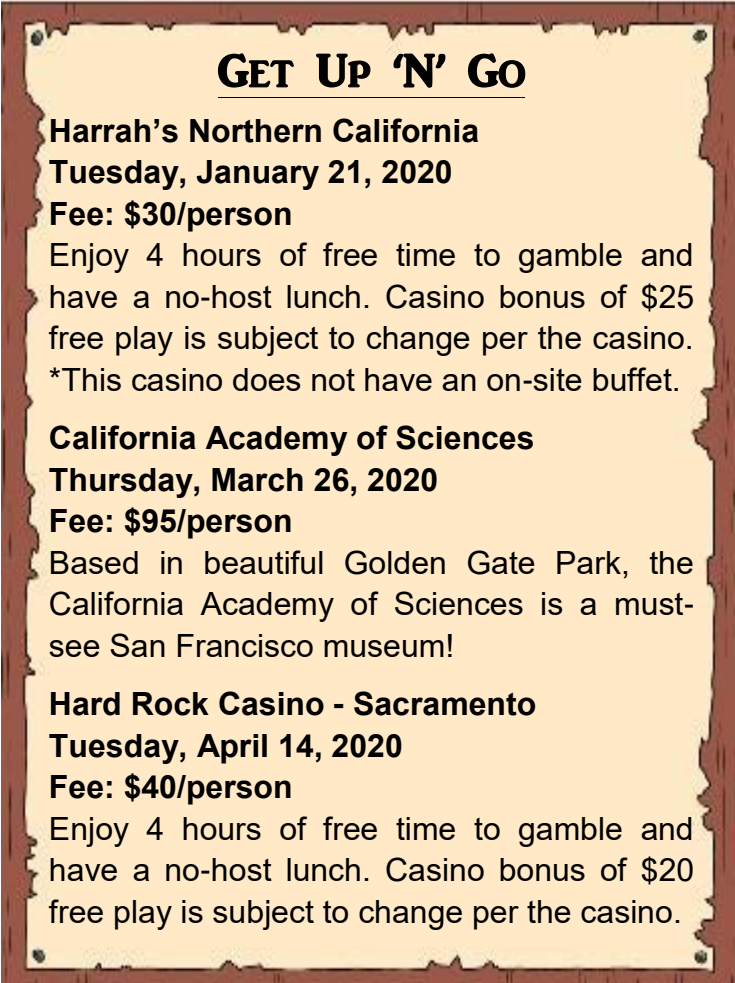 Get Up ‘N’ Go
Harrah’s Northern California
Tuesday, January 21, 2020
Fee: $30/person
Enjoy 4 hours of free time to gamble and
have a no-host lunch. Casino bonus of $25
free play is subject to change per the casino.
*This casino does not have an on-site buffet.
California Academy of Sciences
Thursday, March 26, 2020
Fee: $95/person
Based in beautiful Golden Gate Park, the
California Academy of Sciences is a must-
see San Francisco museum!
Hard Rock Casino - Sacramento
Tuesday, April 14, 2020
Fee: $40/person
Enjoy 4 hours of free time to gamble and
have a no-host lunch. Casino bonus of $20
free play is subject to change per the casino.